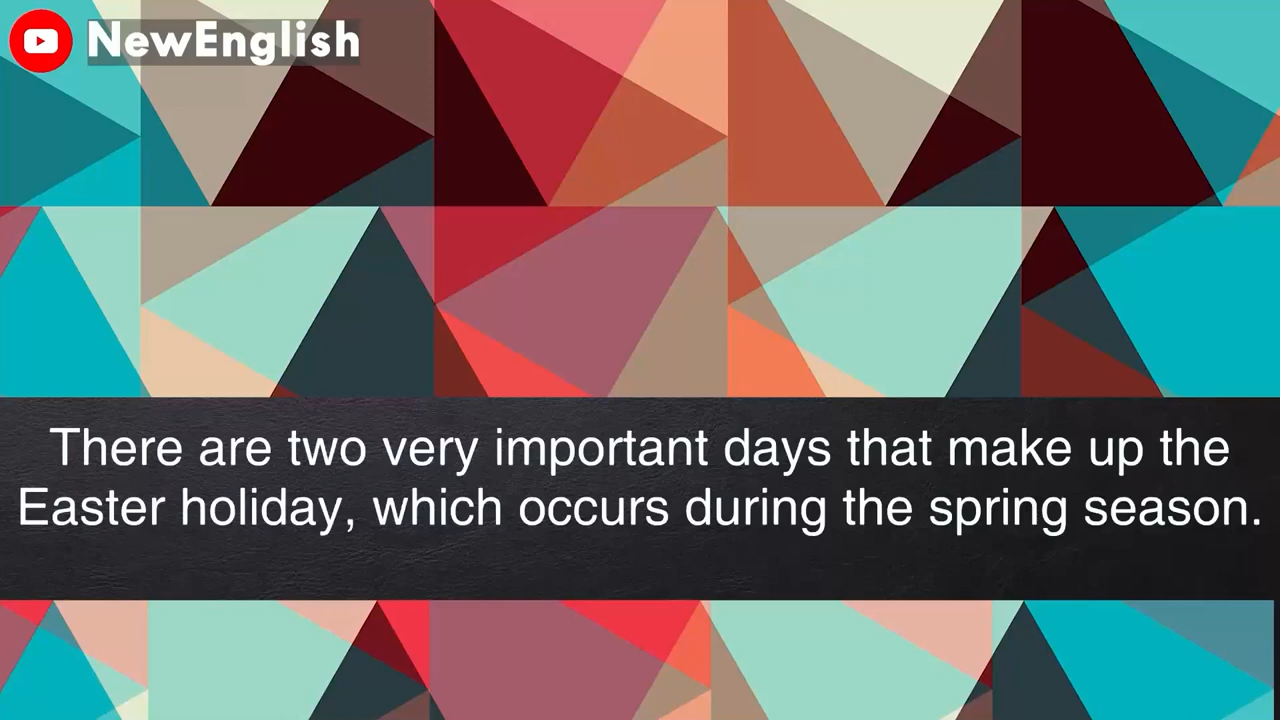 NewEnglish
There are two very important days that make up the
Easter holiday, which occurs during the spring season.